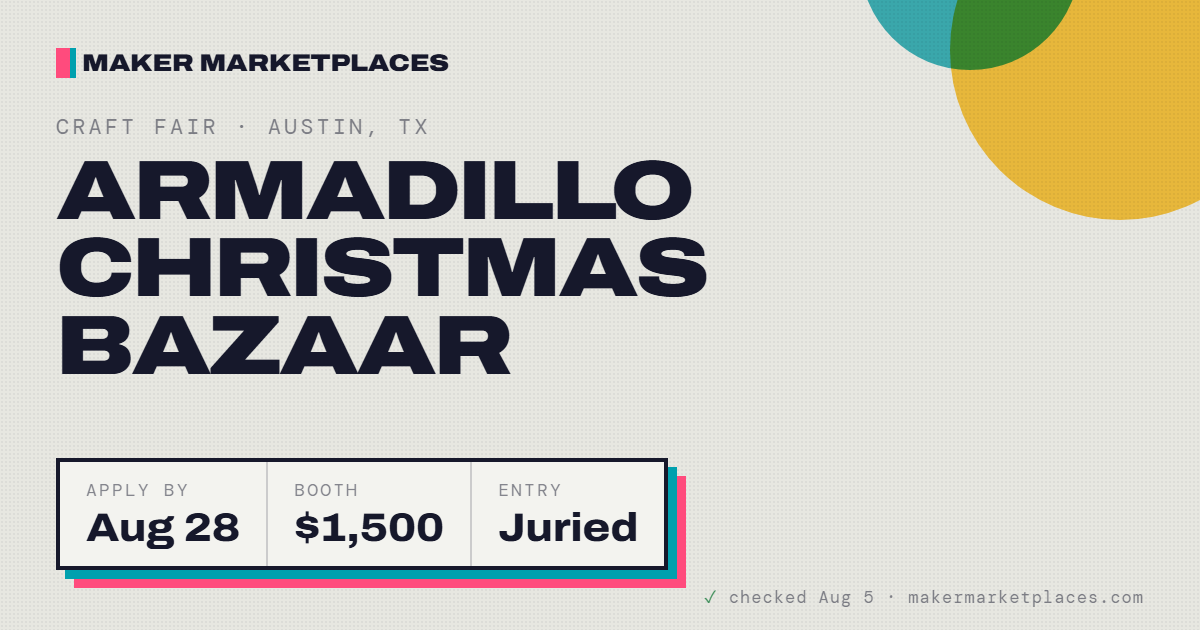 MAKER MARKETPLACES
CRAFT FAIR · AUSTIN, TX
ARMADILLO
CHRISTMAS
BAZAAR
APPLY BY
Aug 28
BOOTH
$1,500
ENTRY
Juried
✓ checked Aug 5 · makermarketplaces.com